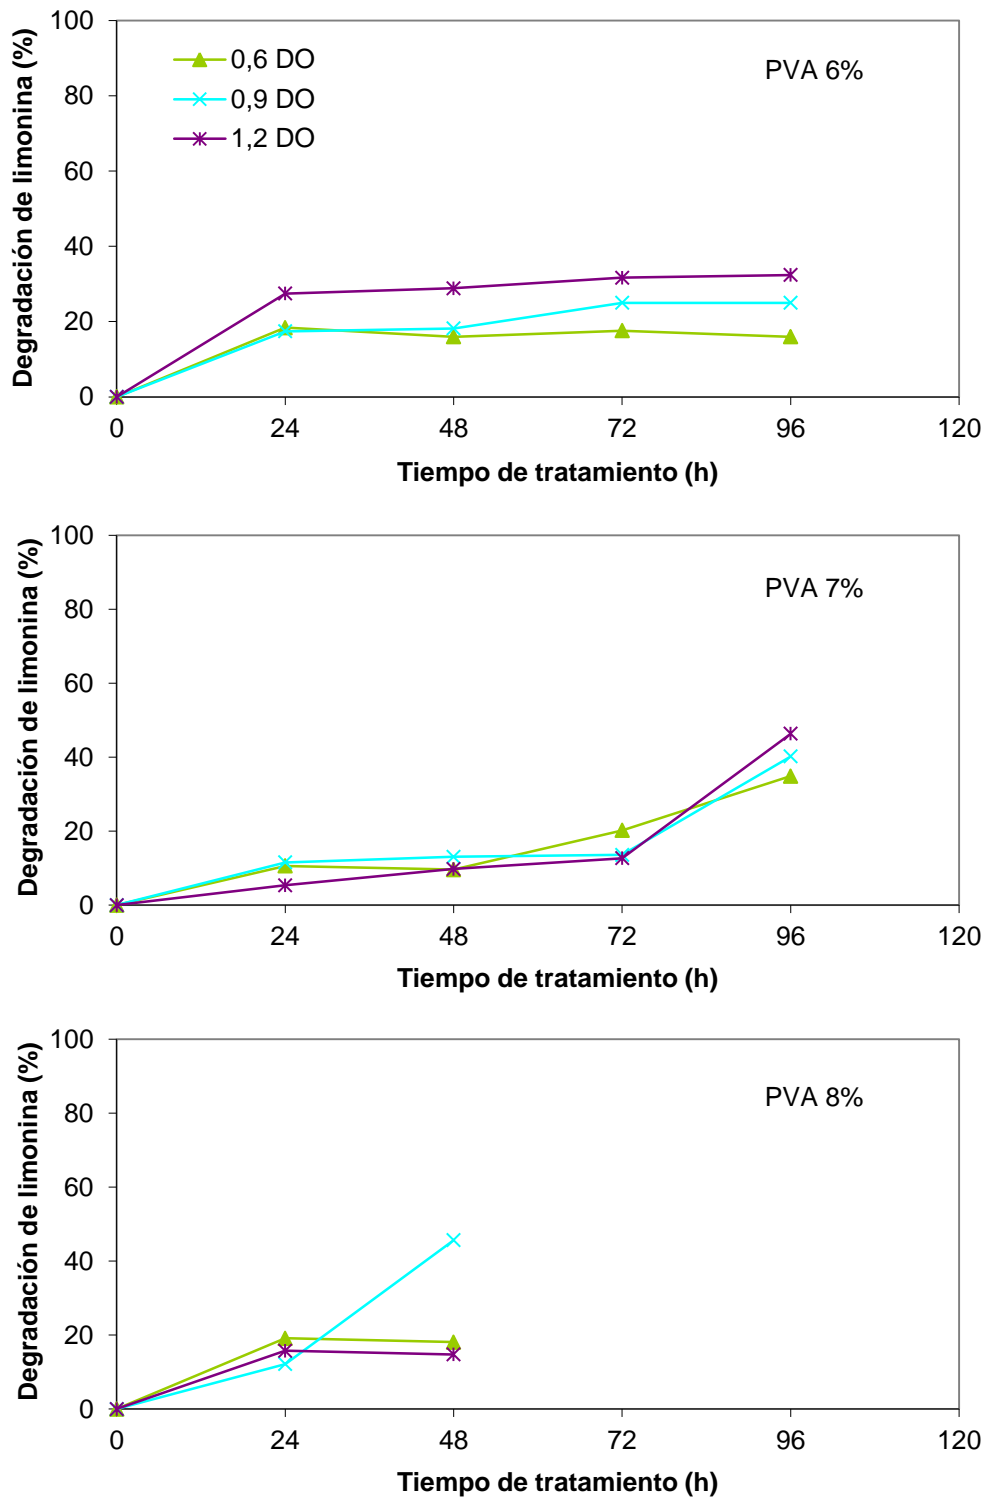 100
80
60
40
20
0
Degradación de limonina (%)
0,6 DO
0,9 DO
1,2 DO
PVA 6%
0 24 48 72 96 120
Tiempo de tratamiento (h)
100
80
60
40
20
0
Degradación de limonina (%)
PVA 7%
0 24 48 72 96 120
Tiempo de tratamiento (h)
100
80
60
40
20
0
Degradación de limonina (%)
PVA 8%
0 24 48 72 96 120
Tiempo de tratamiento (h)